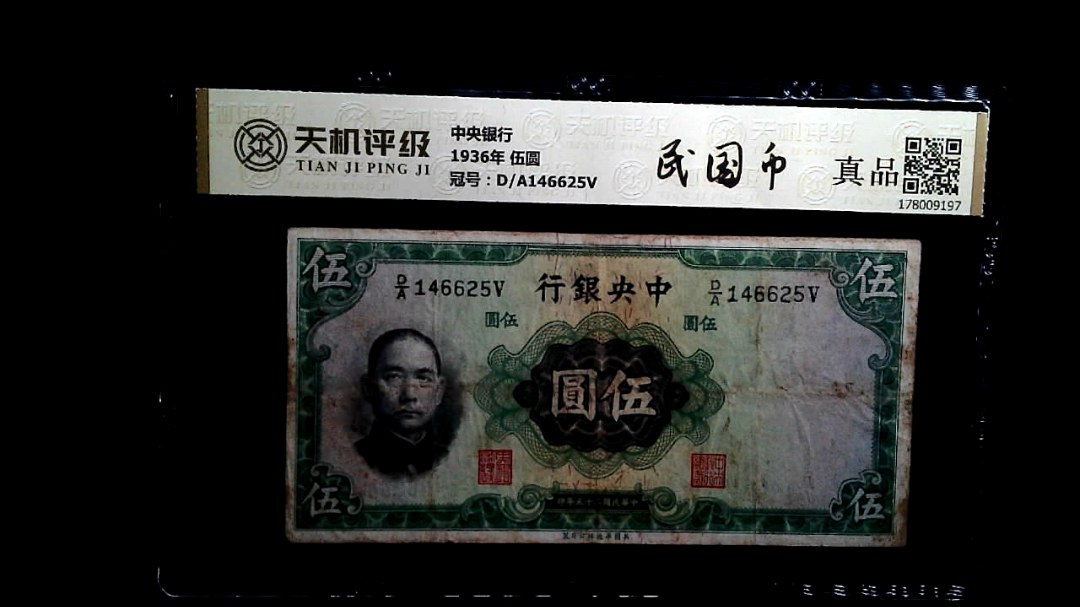 天机评级
TIAN JI PING JI
中央银行
1936年 伍圆
冠号：D/A146625V
民国币
真品
178009197
伍
伍
D/A 146625V
行銀央中
D/A 146625V
圓伍
圓伍
圓伍
伍
伍